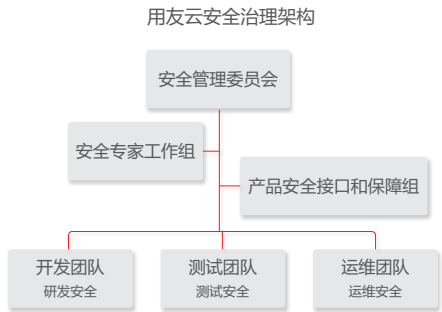 用友云安全治理架构
安全管理委员会
安全专家工作组
产品安全接口和保障组
开发团队
研发安全
测试团队
测试安全
运维团队
运维安全